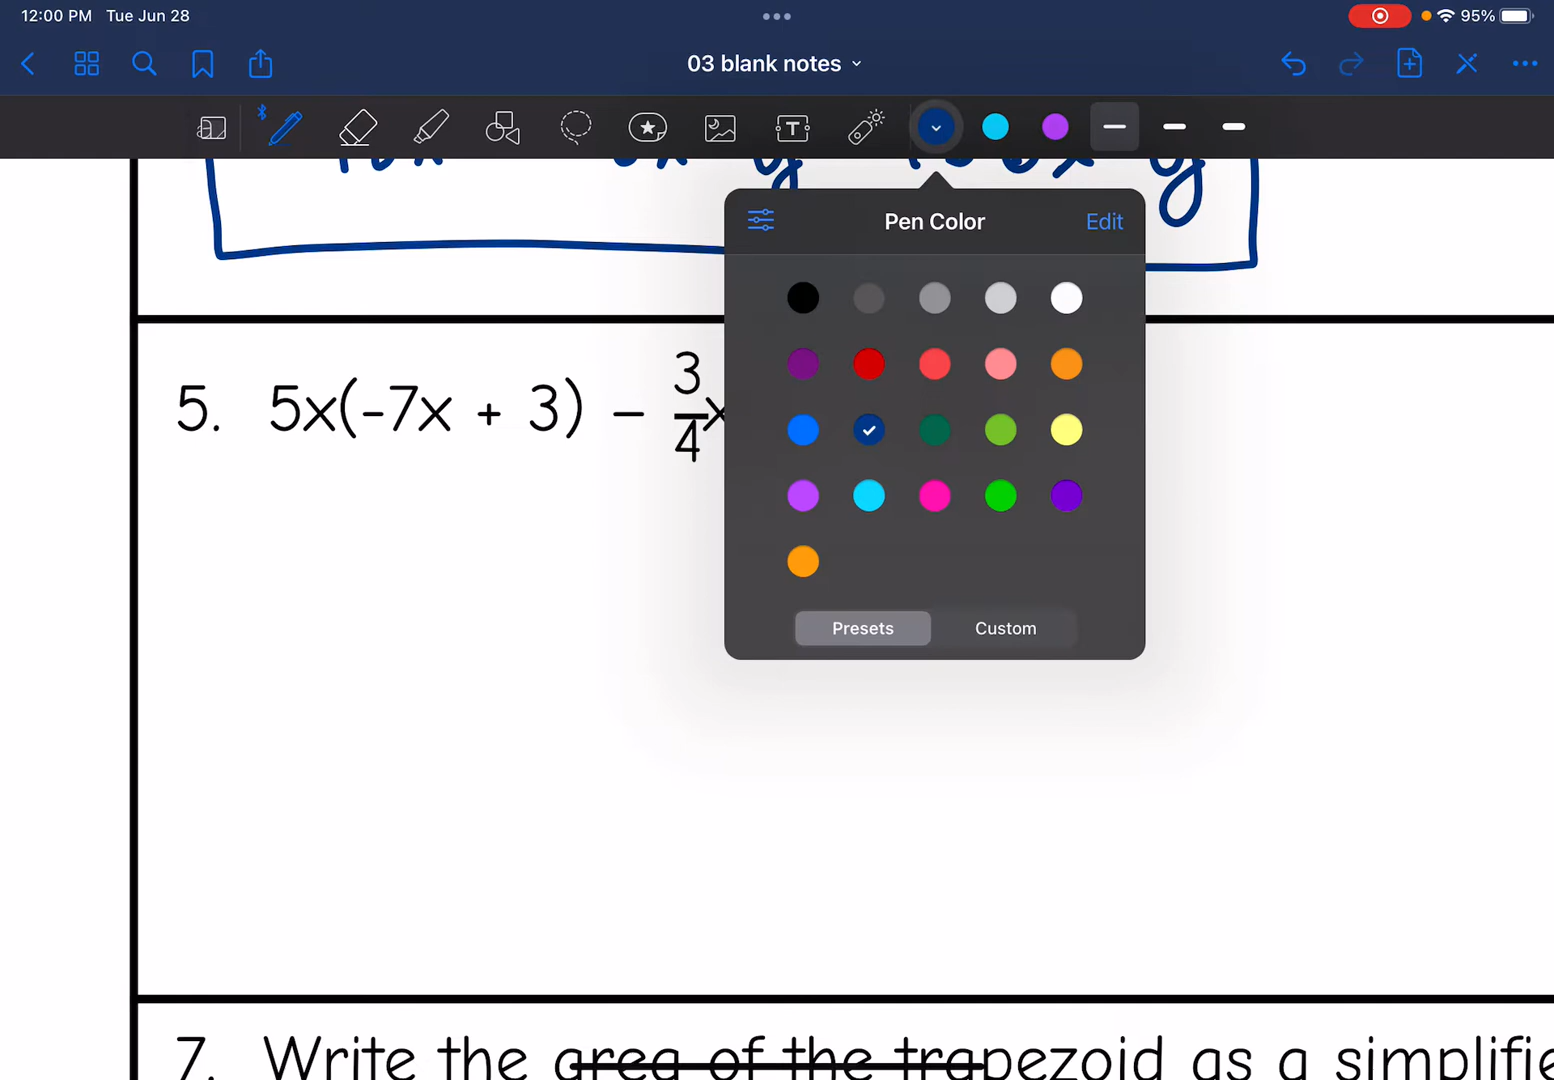 12:00 PM Tue Jun 28
95%
03 blank notes
T
Pen Color
Edit
5. 5x(-7x + 3) – 3/4x
Presets
Custom
7. Write the area of the trapezoid as a simplifie